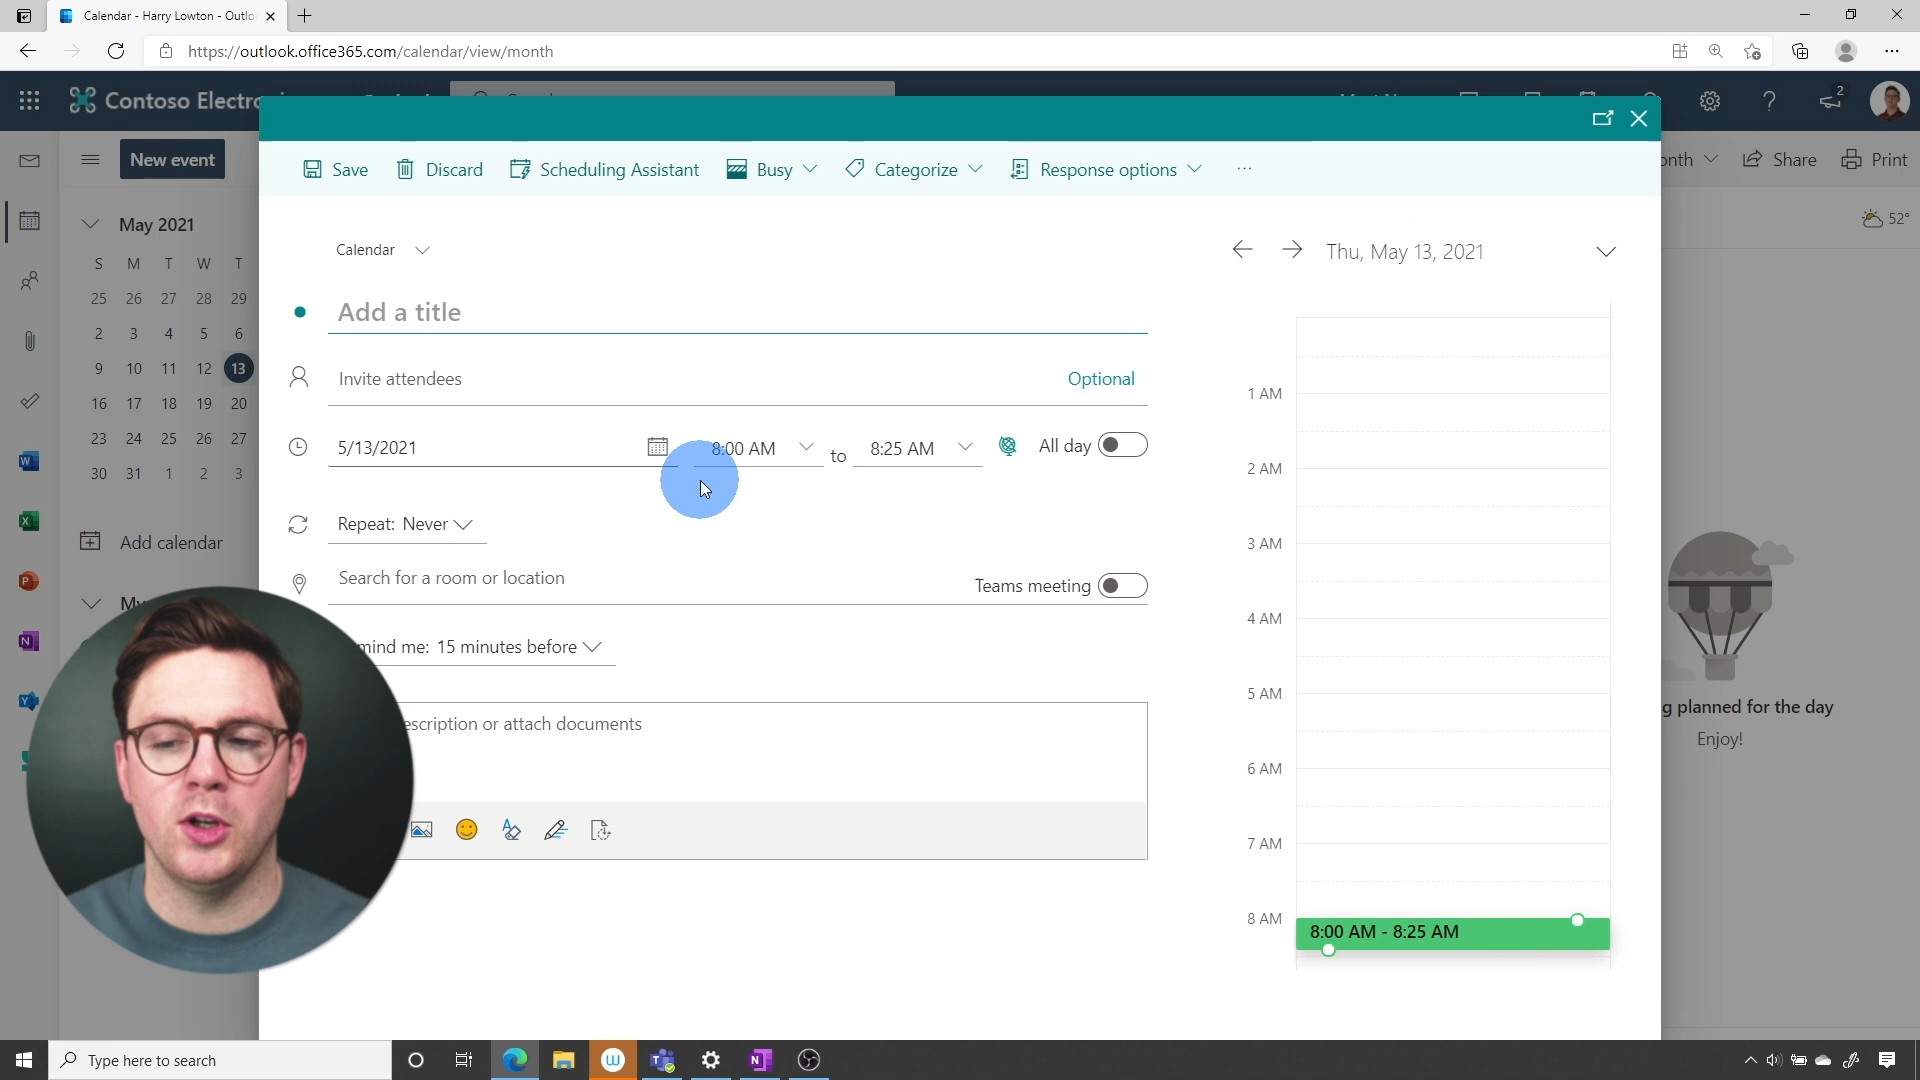 Calendar - Harry Lowton - Outlo
https://outlook.office365.com/calendar/view/month
Contoso Electro
2
New event
Save
Discard
Scheduling Assistant
Busy
Categorize
Response options
...
onth
Share
Print
May 2021
52°
S M T W T
25 26 27 28 29
2 3 4 5 6
9 10 11 12 13
16 17 18 19 20
23 24 25 26 27
30 31 1 2 3
Add calendar
My
Calendar
Add a title
Invite attendees
Optional
5/13/2021
8:00 AM
to
8:25 AM
All day
Repeat: Never
Search for a room or location
Teams meeting
mind me: 15 minutes before
escription or attach documents
Thu, May 13, 2021
1 AM
2 AM
3 AM
4 AM
5 AM
6 AM
7 AM
8 AM
8:00 AM - 8:25 AM
g planned for the day
Enjoy!
Type here to search